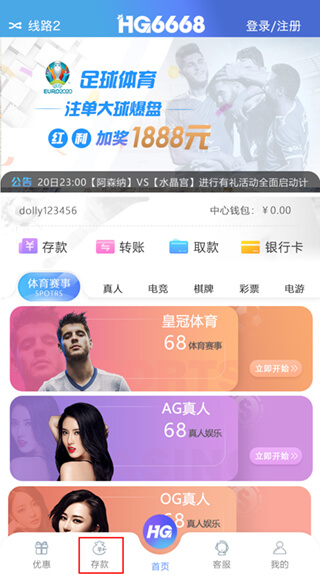 线路2 HG6668 登录/注册
EURO2020
足球体育
注单大球爆盘
红利 加奖 1888元
公告 20日23:00【阿森纳】VS【水晶宫】进行有礼活动全面启动计
dolly123456 中心钱包：￥0.00
存款 转账 取款 银行卡
体育赛事 真人 电竞 棋牌 彩票 电游
SPOTRS
皇冠体育
68 体育赛事
立即开始
AG真人
68 真人娱乐
立即开始
OG真人
68 真人娱乐
HG
优惠 存款 首页 客服 我的